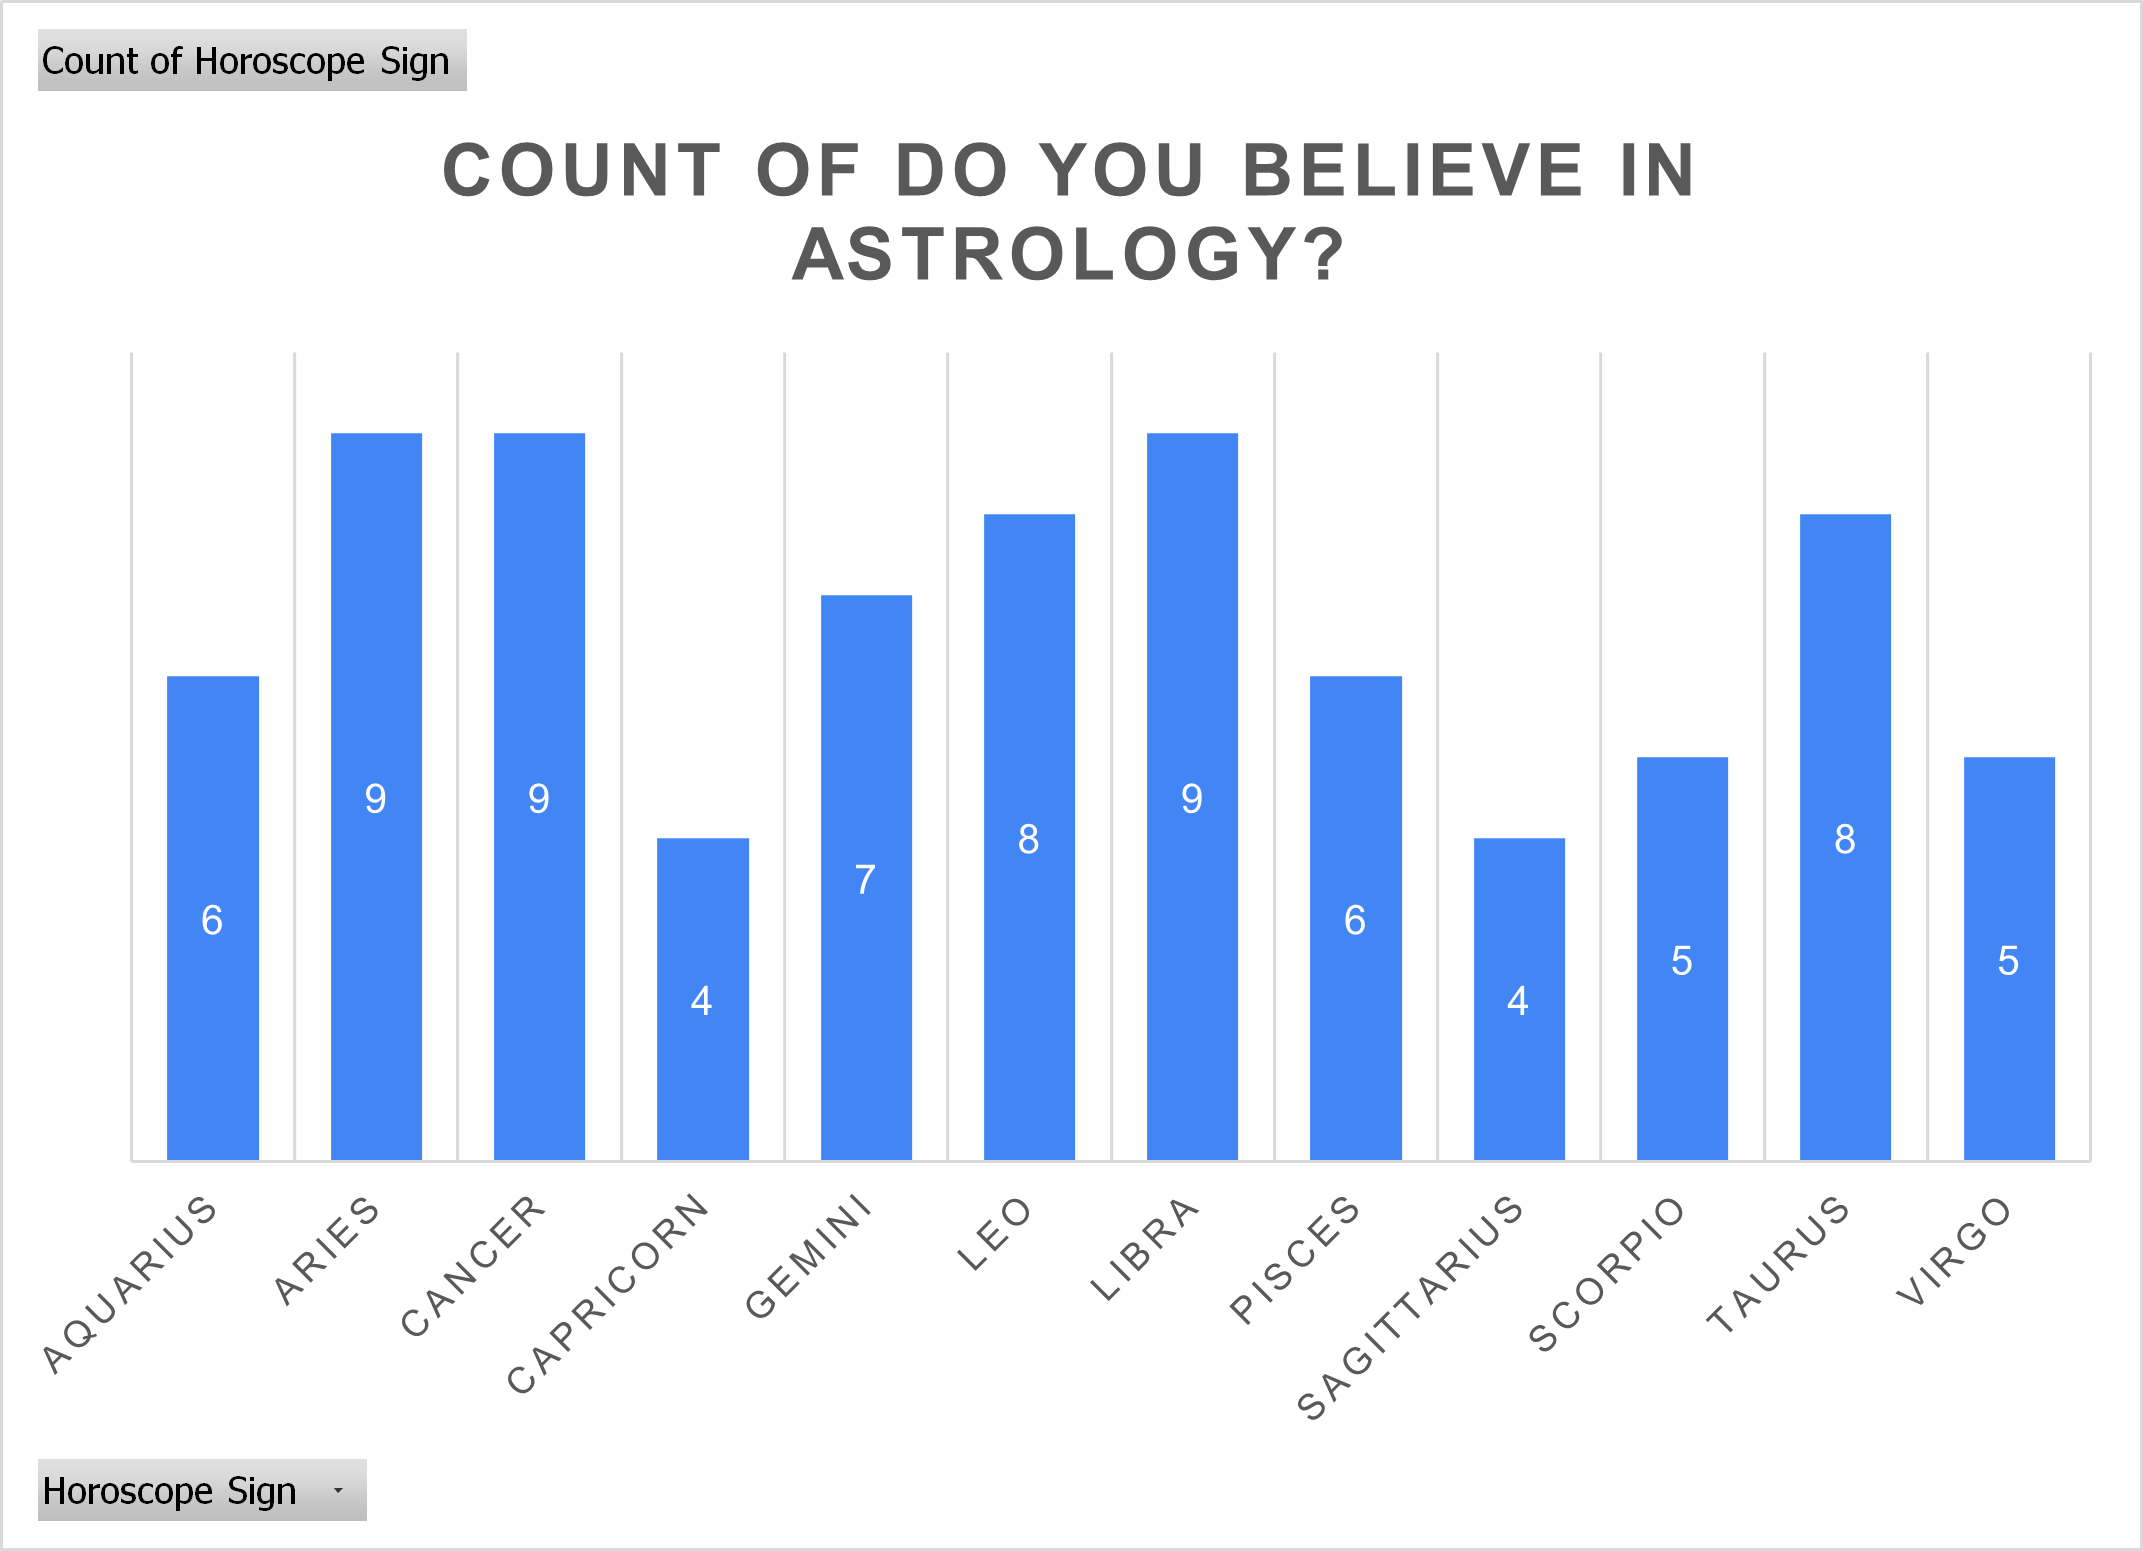 Count of Horoscope Sign
COUNT OF DO YOU BELIEVE IN
ASTROLOGY?
6
9
9
4
7
8
9
6
4
5
8
5
AQUARIUS
ARIES
CANCER
CAPRICORN
GEMINI
LEO
LIBRA
PISCES
SAGITTARIUS
SCORPIO
TAURUS
VIRGO
Horoscope Sign